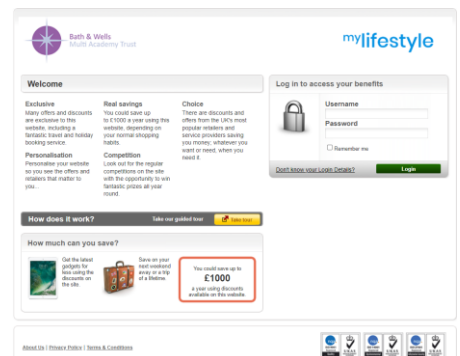 Bath & Wells
Multi Academy Trust
mylifestyle
Welcome
Exclusive
Many offers and discounts
are exclusive to this
website, including a
fantastic travel and holiday
booking service.
Personalisation
Personalise your website
so you see the offers and
retailers that matter to
you...
Real savings
You could save up
to £1000 a year using this
website, depending on
your normal shopping
habits.
Competition
Look out for the regular
competitions on the site
with the opportunity to win
fantastic prizes all year
round.
Choice
There are discounts and
offers from the UK's most
popular retailers and
service providers saving
you money; whatever you
want or need, when you
need it.
Log in to access your benefits
Username
Password
Remember me
Don't know your Login Details?
Login
How does it work?
Take our guided tour
Take tour
How much can you save?
Get the latest
gadgets for
less using the
discounts on
the site.
Save on your
next weekend
away or a trip
of a lifetime.
You could save up to
£1000
a year using discounts
available on this website.
About Us | Privacy Policy | Terms & Conditions